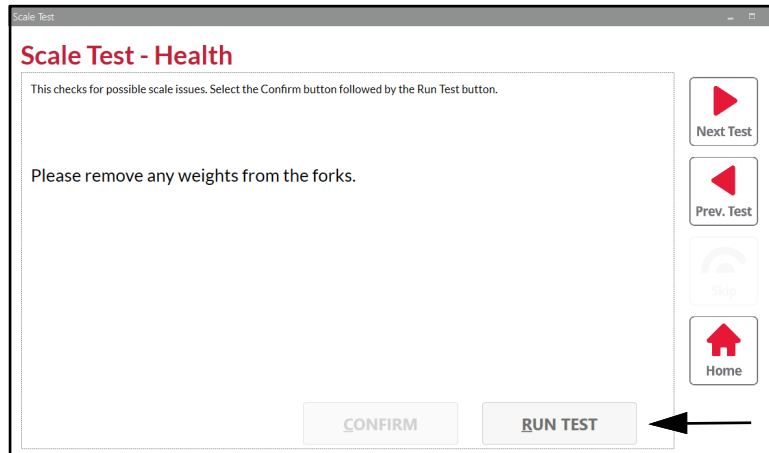 Scale Test
Scale Test - Health
This checks for possible scale issues. Select the Confirm button followed by the Run Test button.
Please remove any weights from the forks.
Next Test
Prev. Test
Skip
Home
CONFIRM
RUN TEST